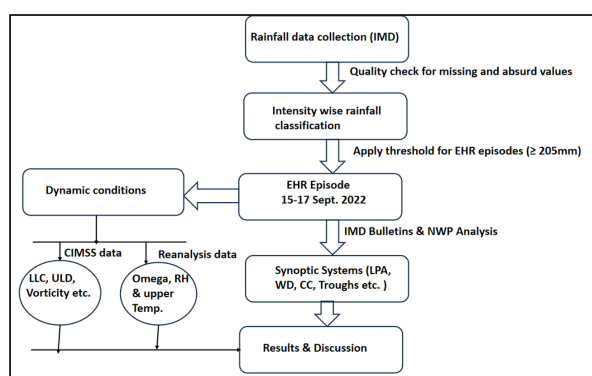 Rainfall data collection (IMD)
Quality check for missing and absurd values
Intensity wise rainfall
classification
Apply threshold for EHR episodes (≥ 205mm)
Dynamic conditions
EHR Episode
15-17 Sept. 2022
IMD Bulletins & NWP Analysis
CIMSS data
Reanalysis data
LLC, ULD,
Vorticity etc.
Omega, RH
& upper
Temp.
Synoptic Systems (LPA,
WD, CC, Troughs etc. )
Results & Discussion